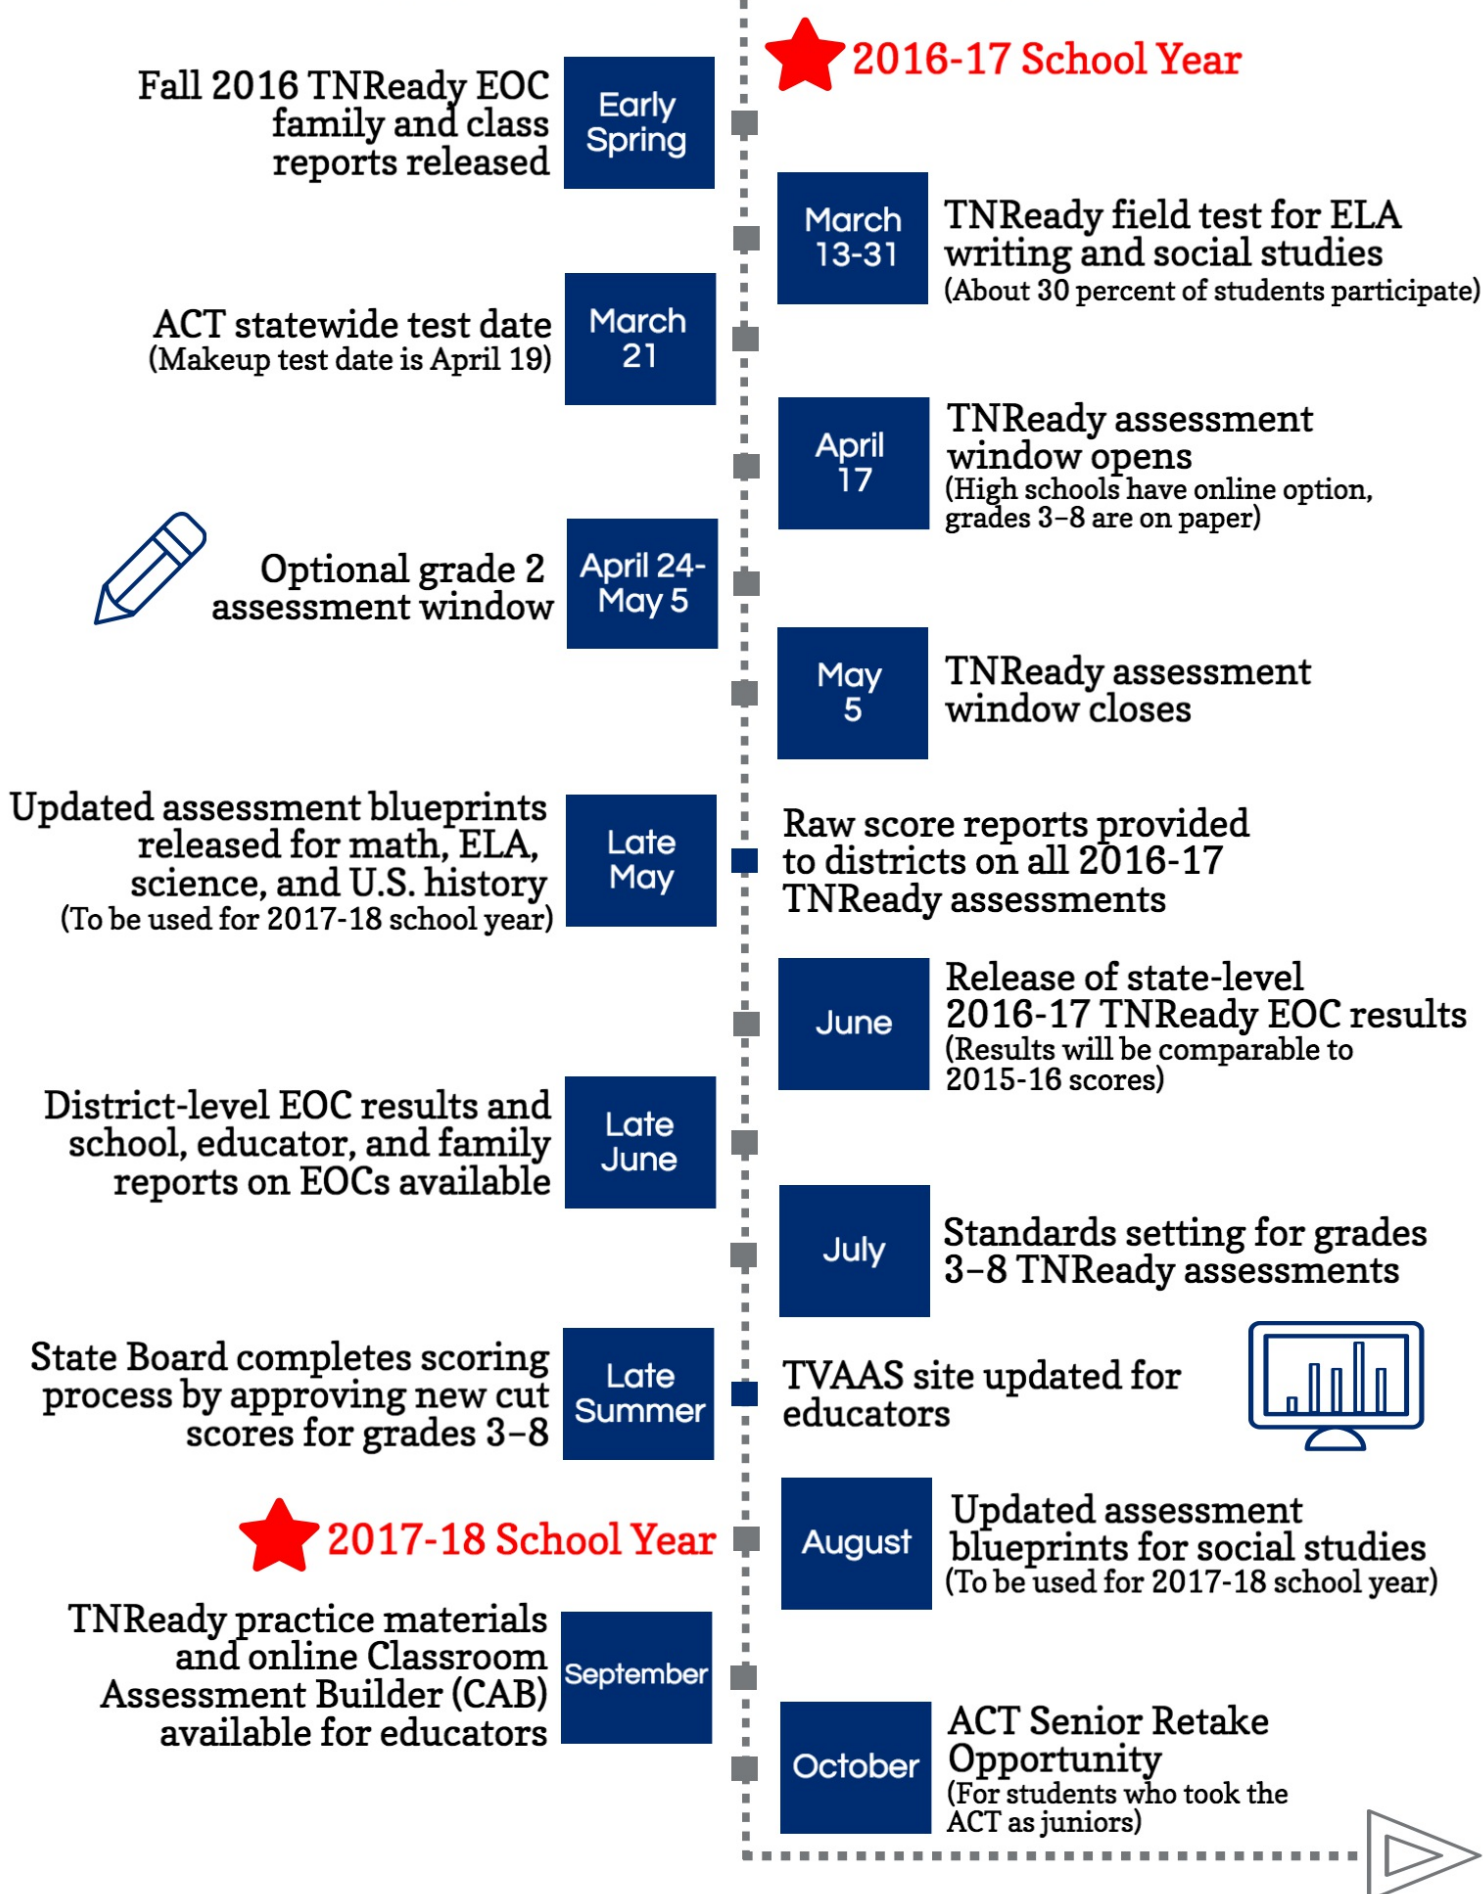 2016-17 School Year
Fall 2016 TNReady EOC
family and class
reports released
Early
Spring
March
13-31
TNReady field test for ELA
writing and social studies
(About 30 percent of students participate)
ACT statewide test date
(Makeup test date is April 19)
March
21
April
17
TNReady assessment
window opens
(High schools have online option,
grades 3–8 are on paper)
Optional grade 2
assessment window
April 24-
May 5
May
5
TNReady assessment
window closes
Updated assessment blueprints
released for math, ELA,
science, and U.S. history
(To be used for 2017-18 school year)
Late
May
Raw score reports provided
to districts on all 2016-17
TNReady assessments
June
Release of state-level
2016-17 TNReady EOC results
(Results will be comparable to
2015-16 scores)
District-level EOC results and
school, educator, and family
reports on EOCs available
Late
June
July
Standards setting for grades
3–8 TNReady assessments
State Board completes scoring
process by approving new cut
scores for grades 3–8
Late
Summer
TVAAS site updated for
educators
2017-18 School Year
August
Updated assessment
blueprints for social studies
(To be used for 2017-18 school year)
TNReady practice materials
and online Classroom
Assessment Builder (CAB)
available for educators
September
October
ACT Senior Retake
Opportunity
(For students who took the
ACT as juniors)